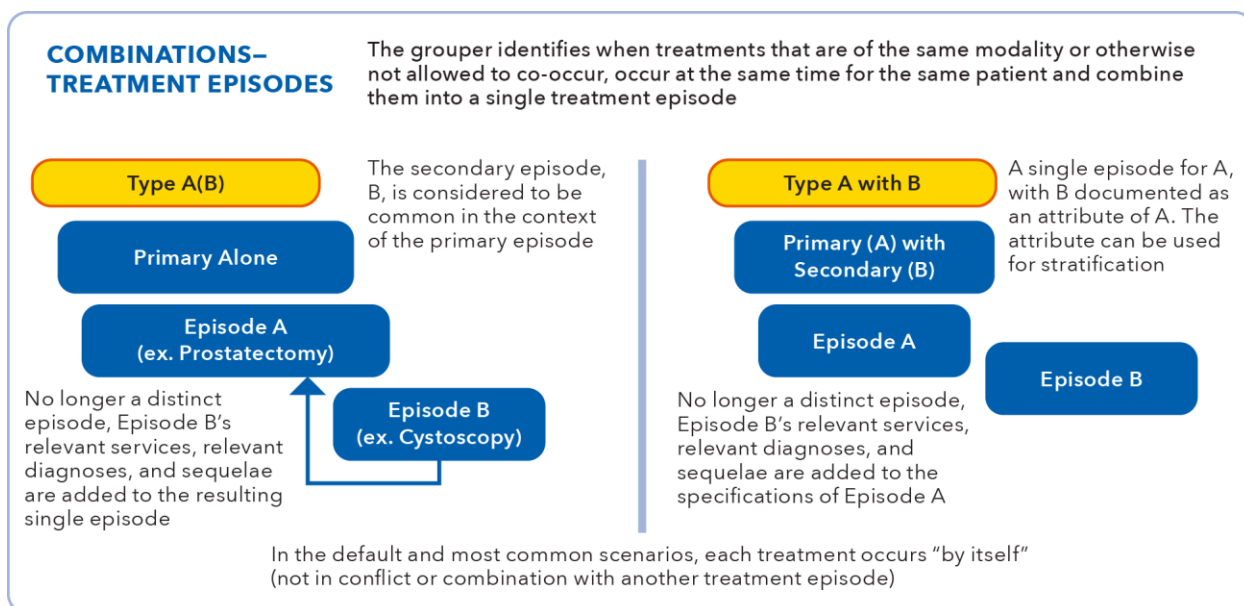 COMBINATIONS–
TREATMENT EPISODES
The grouper identifies when treatments that are of the same modality or otherwise
not allowed to co-occur, occur at the same time for the same patient and combine
them into a single treatment episode
Type A(B)
The secondary episode,
B, is considered to be
common in the context
of the primary episode
Primary Alone
Episode A
(ex. Prostatectomy)
Episode B
(ex. Cystoscopy)
No longer a distinct
episode, Episode B’s
relevant services, relevant
diagnoses, and sequelae
are added to the resulting
single episode
Type A with B
A single episode for A,
with B documented as
an attribute of A. The
attribute can be used
for stratification
Primary (A) with
Secondary (B)
Episode A
Episode B
No longer a distinct episode,
Episode B’s relevant services,
relevant diagnoses, and
sequelae are added to the
specifications of Episode A
In the default and most common scenarios, each treatment occurs “by itself”
(not in conflict or combination with another treatment episode)